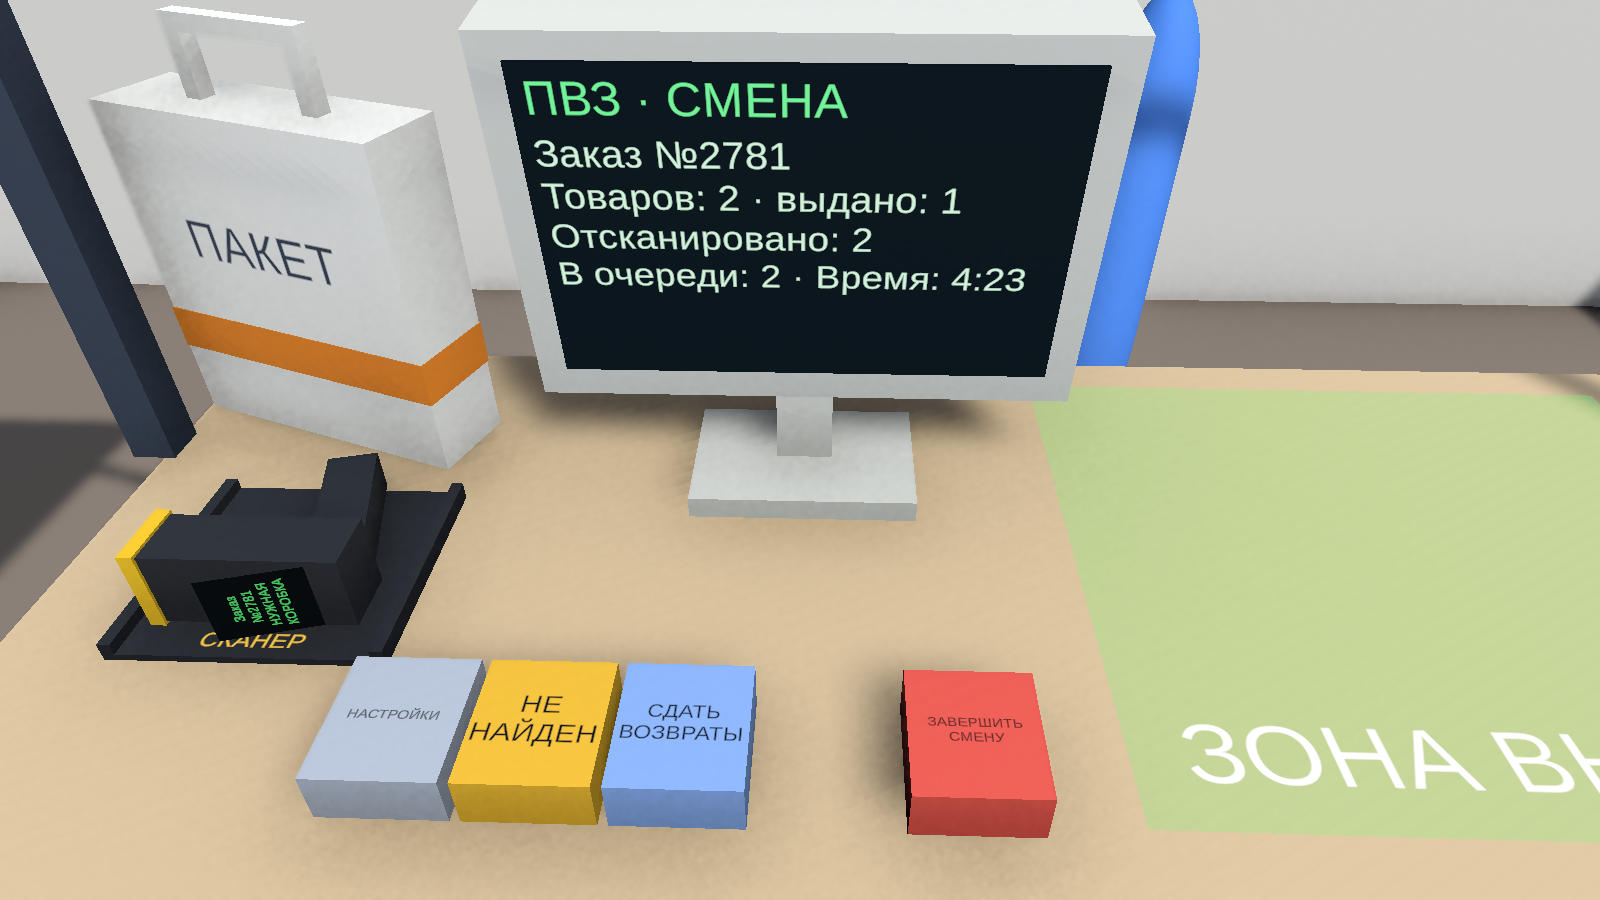 ПВЗ · СМЕНА
Заказ №2781
Товаров: 2 · выдано: 1
Отсканировано: 2
В очереди: 2 · Время: 4:23
ПАКЕТ
Заказ
№2781
НУЖНАЯ
КОРОБКА
СКАНЕР
НАСТРОЙКИ
НЕ
НАЙДЕН
СДАТЬ
ВОЗВРАТЫ
ЗАВЕРШИТЬ
СМЕНУ
ЗОНА